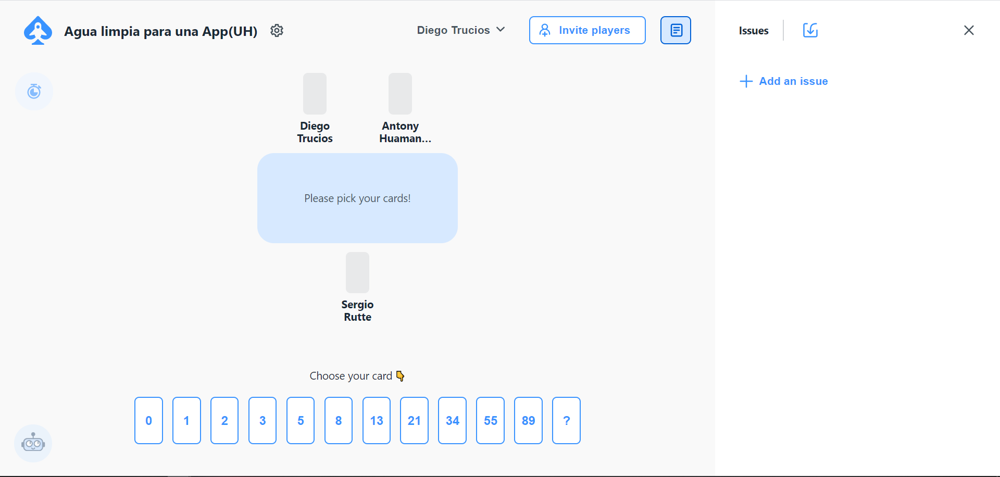 Agua limpia para una App(UH)
Diego Trucios
Invite players
Issues
Add an issue
Diego
Trucios
Antony
Huaman...
Please pick your cards!
Sergio
Rutte
Choose your card
0 1 2 3 5 8 13 21 34 55 89 ?